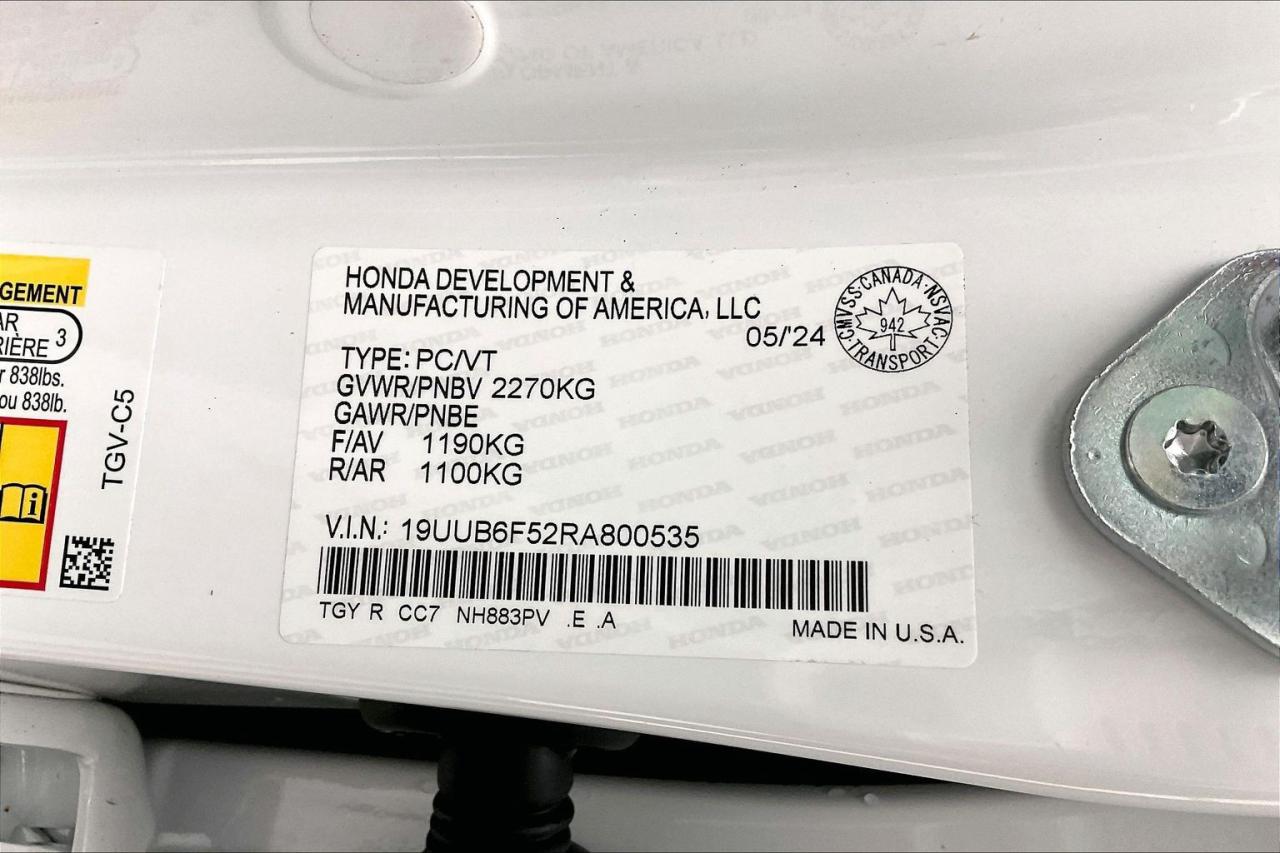 GEMENT
AR
RIÈRE 3
r 838lbs.
ou 838lb.
TGV-C5
HONDA DEVELOPMENT &
MANUFACTURING OF AMERICA, LLC
05/'24
CMVSS·CANADA·NSVAC·TRANSPORT·
942
TYPE: PC/VT
GVWR/PNBV 2270KG
GAWR/PNBE
F/AV 1190KG
R/AR 1100KG
V.I.N.: 19UUB6F52RA800535
TGY R CC7 NH883PV .E .A
MADE IN U.S.A.